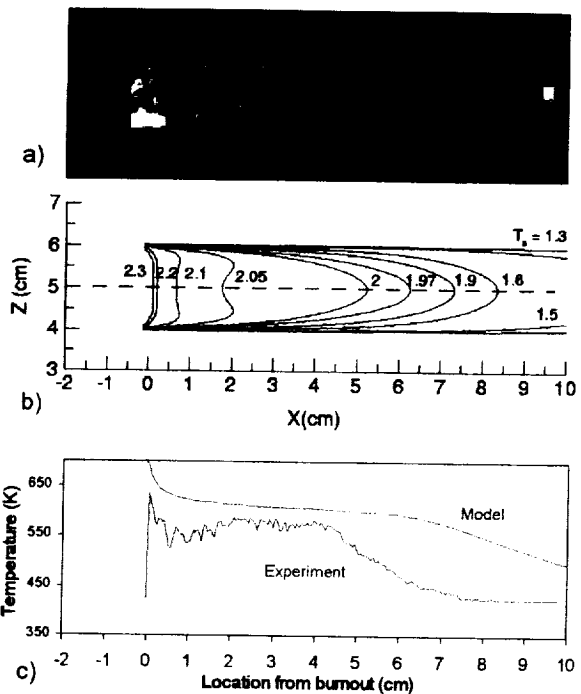 a)
7
6
5
4
3
Z (cm)
2.3 2.2 2.1 2.05 2 1.97 1.9 1.6
Ts = 1.3
1.5
-2 -1 0 1 2 3 4 5 6 7 8 9 10
X(cm)
b)
650
550
450
350
Temperature (K)
Model
Experiment
-2 -1 0 1 2 3 4 5 6 7 8 9 10
Location from burnout (cm)
c)